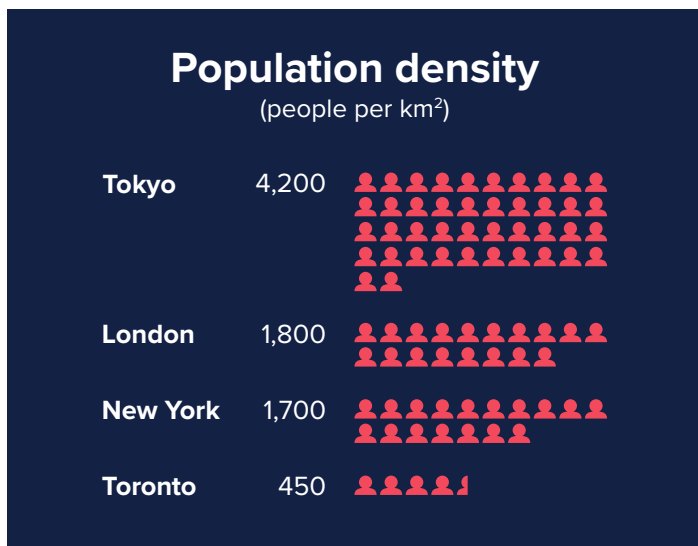 Population density
(people per km²)
Tokyo 4,200
London 1,800
New York 1,700
Toronto 450